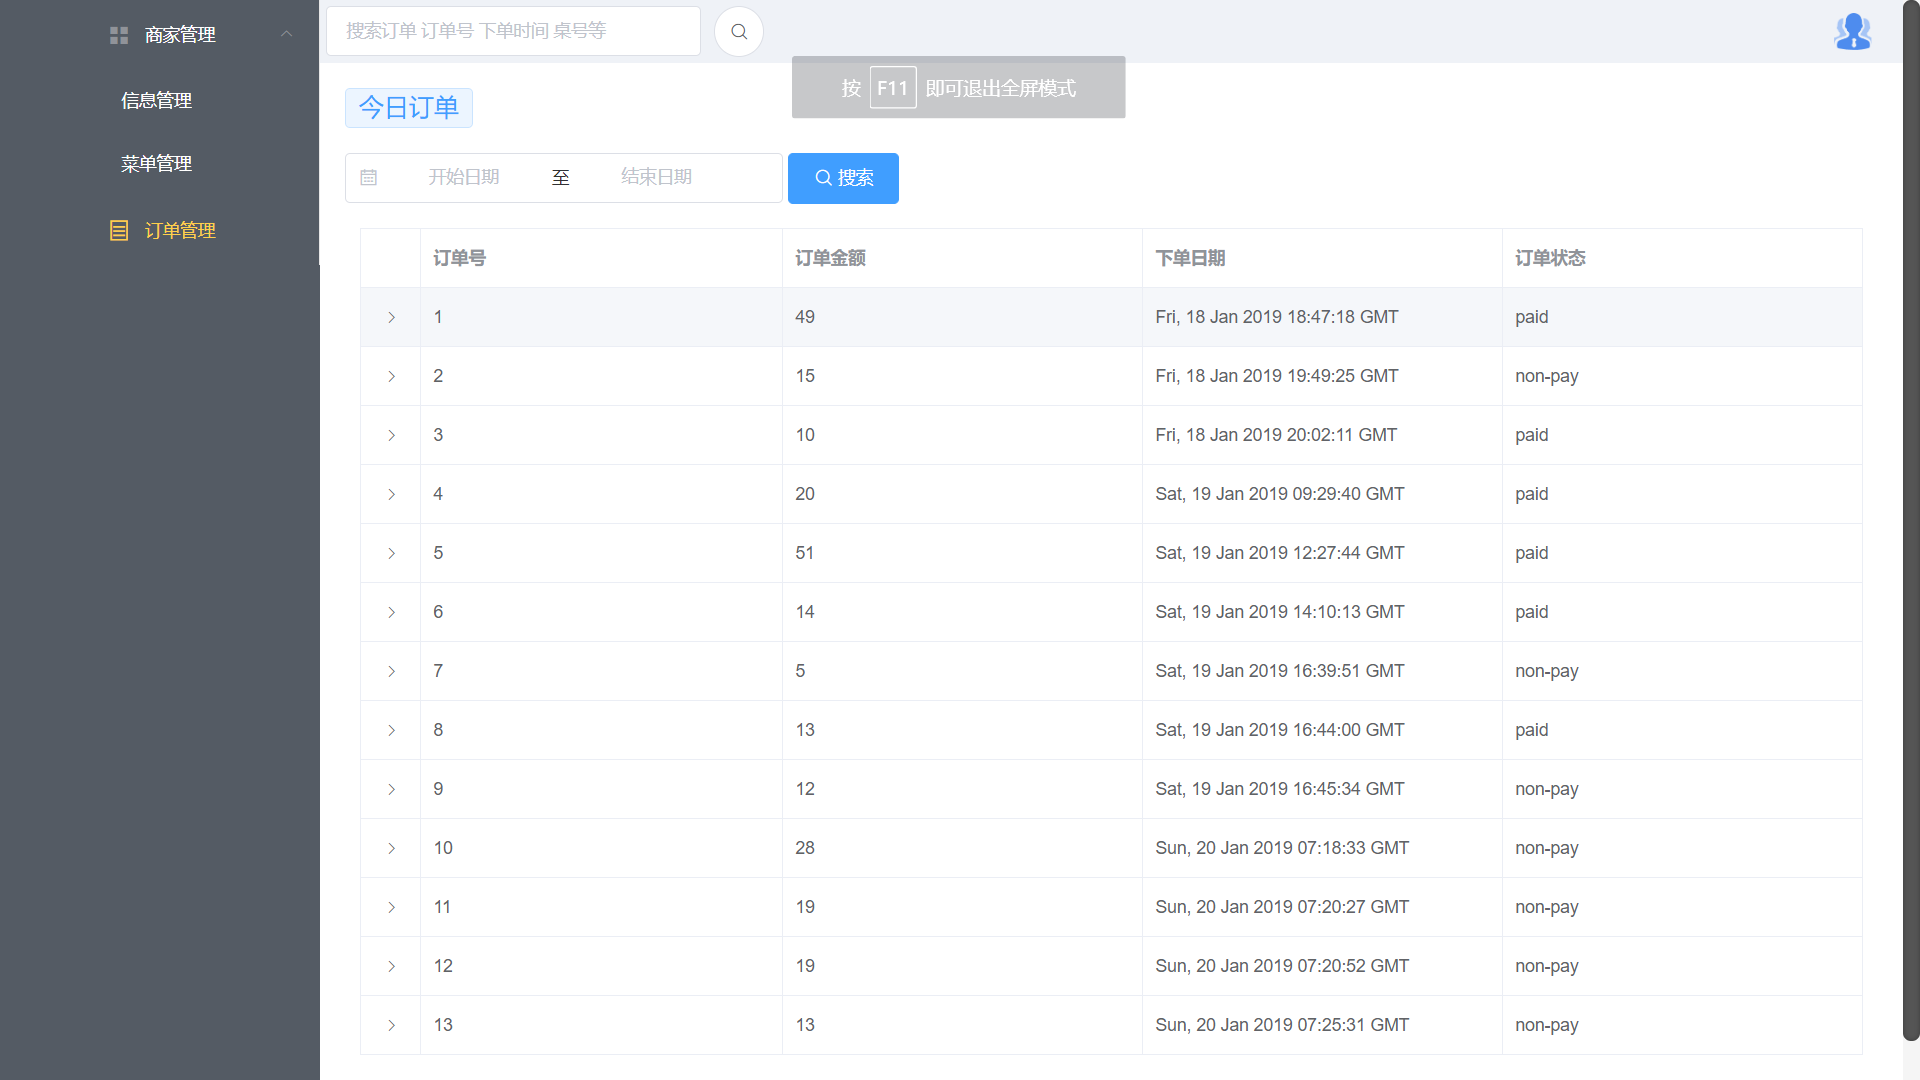 商家管理
信息管理
菜单管理
订单管理
搜索订单 订单号 下单时间 桌号等
按 F11 即可退出全屏模式
今日订单
开始日期 至 结束日期 搜索
订单号 订单金额 下单日期 订单状态
1 49 Fri, 18 Jan 2019 18:47:18 GMT paid
2 15 Fri, 18 Jan 2019 19:49:25 GMT non-pay
3 10 Fri, 18 Jan 2019 20:02:11 GMT paid
4 20 Sat, 19 Jan 2019 09:29:40 GMT paid
5 51 Sat, 19 Jan 2019 12:27:44 GMT paid
6 14 Sat, 19 Jan 2019 14:10:13 GMT paid
7 5 Sat, 19 Jan 2019 16:39:51 GMT non-pay
8 13 Sat, 19 Jan 2019 16:44:00 GMT paid
9 12 Sat, 19 Jan 2019 16:45:34 GMT non-pay
10 28 Sun, 20 Jan 2019 07:18:33 GMT non-pay
11 19 Sun, 20 Jan 2019 07:20:27 GMT non-pay
12 19 Sun, 20 Jan 2019 07:20:52 GMT non-pay
13 13 Sun, 20 Jan 2019 07:25:31 GMT non-pay